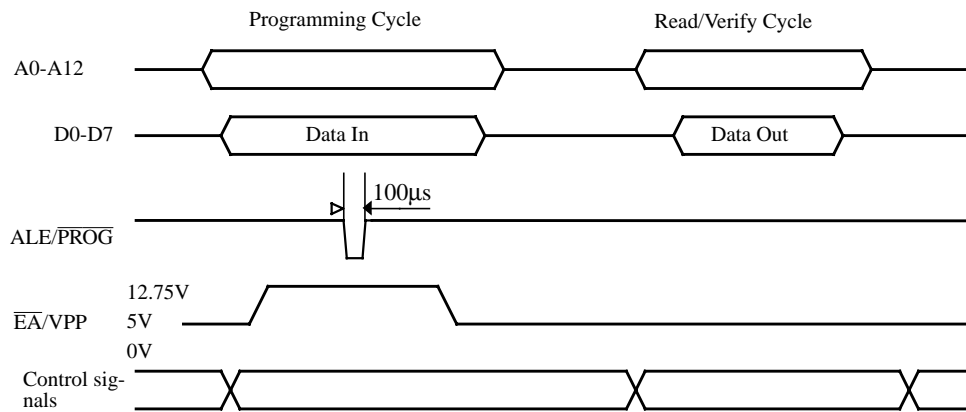 Programming Cycle
Read/Verify Cycle
A0-A12
D0-D7
Data In
Data Out
100µs
ALE/PROG
12.75V
EA/VPP
5V
0V
Control sig-
nals